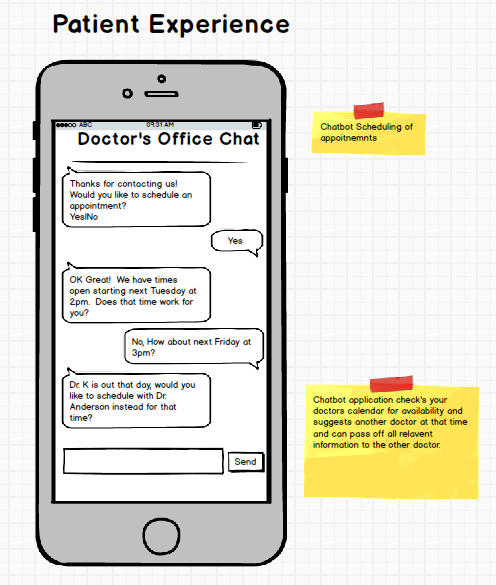 Patient Experience
ABC
09:31 AM
Doctor's Office Chat
Chatbot Scheduling of
appoitnemnts
Thanks for contacting us!
Would you like to schedule an
appointment?
Yes|No
Yes
OK Great! We have times
open starting next Tuesday at
2pm. Does that time work for
you?
No, How about next Friday at
3pm?
Dr. K is out that day, would you
like to schedule with Dr.
Anderson instead for that
time?
Chatbot application check's your
doctors calendar for availability and
suggests another doctor at that time
and can pass off all relavent
information to the other doctor.
Send